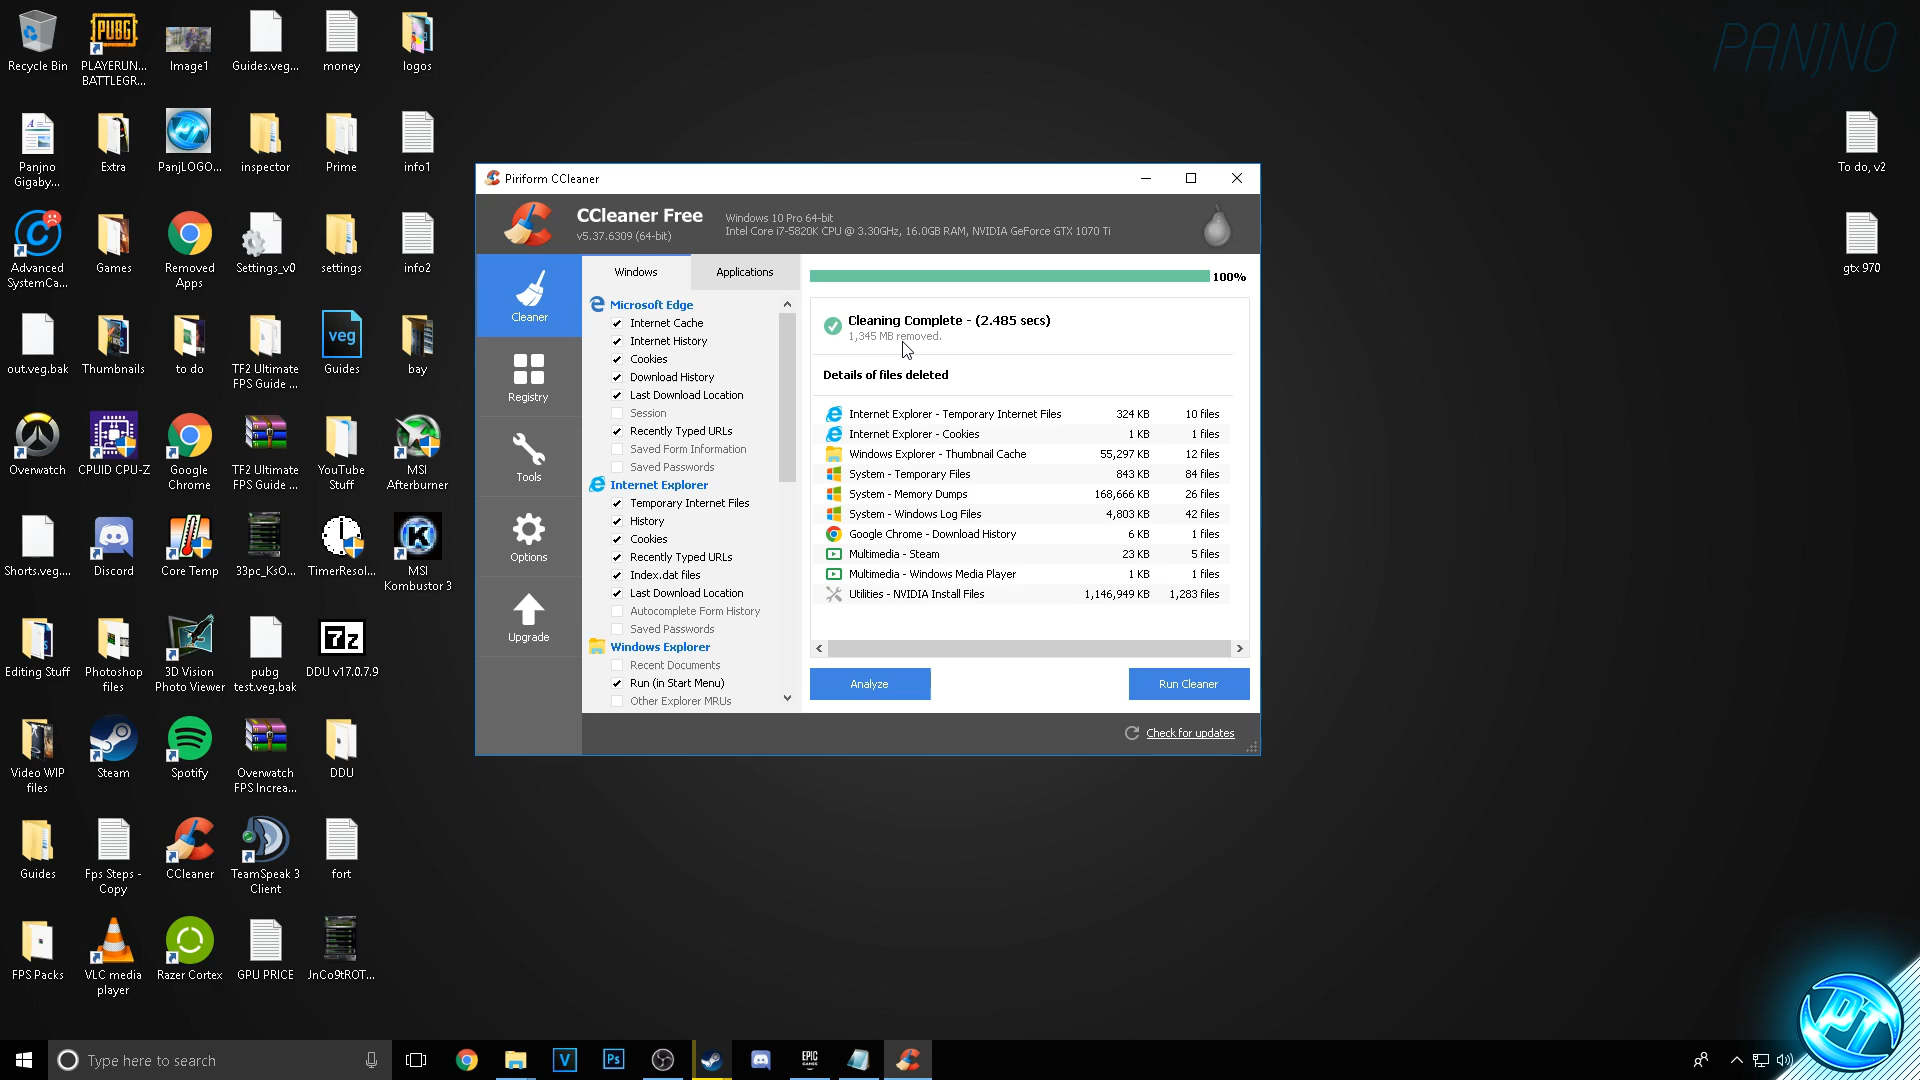 Recycle Bin
PLAYERUN...
BATTLEGR...
Image1
Guides.veg...
money
logos
Panjno
Gigaby...
Extra
PanjLOGO...
inspector
Prime
info1
Advanced
SystemCa...
Games
Removed
Apps
Settings_v0
settings
info2
out.veg.bak
Thumbnails
to do
TF2 Ultimate
FPS Guide ...
veg
Guides
bay
Overwatch
CPUID CPU-Z
Google
Chrome
TF2 Ultimate
FPS Guide ...
YouTube
Stuff
MSI
Afterburner
Shorts.veg....
Discord
Core Temp
33pc_KsO...
TimerResol...
MSI
Kombustor 3
Editing Stuff
Photoshop
files
3D Vision
Photo Viewer
pubg
test.veg.bak
7z
DDU v17.0.7.9
Video WIP
files
Steam
Spotify
Overwatch
FPS Increa...
DDU
Guides
Fps Steps -
Copy
CCleaner
TeamSpeak 3
Client
fort
FPS Packs
VLC media
player
Razer Cortex
GPU PRICE
JnCo9tROT...
PUBG
PANJNO
To do, v2
gtx 970
Piriform CCleaner
CCleaner Free
v5.37.6309 (64-bit)
Windows 10 Pro 64-bit
Intel Core i7-5820K CPU @ 3.30GHz, 16.0GB RAM, NVIDIA GeForce GTX 1070 Ti
Cleaner
Registry
Tools
Options
Upgrade
Windows
Applications
Microsoft Edge
Internet Cache
Internet History
Cookies
Download History
Last Download Location
Session
Recently Typed URLs
Saved Form Information
Saved Passwords
Internet Explorer
Temporary Internet Files
History
Cookies
Recently Typed URLs
Index.dat files
Last Download Location
Autocomplete Form History
Saved Passwords
Windows Explorer
Recent Documents
Run (in Start Menu)
Other Explorer MRUs
100%
Cleaning Complete - (2.485 secs)
1,345 MB removed.
Details of files deleted
Internet Explorer - Temporary Internet Files 324 KB 10 files
Internet Explorer - Cookies 1 KB 1 files
Windows Explorer - Thumbnail Cache 55,297 KB 12 files
System - Temporary Files 843 KB 84 files
System - Memory Dumps 168,666 KB 26 files
System - Windows Log Files 4,803 KB 42 files
Google Chrome - Download History 6 KB 1 files
Multimedia - Steam 23 KB 5 files
Multimedia - Windows Media Player 1 KB 1 files
Utilities - NVIDIA Install Files 1,146,949 KB 1,283 files
Analyze
Run Cleaner
Check for updates
Type here to search
V
Ps
EPIC
GAMES
PT